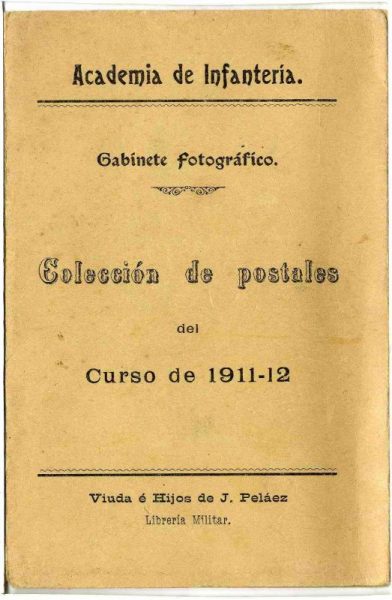 Academia de Infantería.
Gabinete fotográfico.
Colección de postales
del
Curso de 1911-12
Viuda é Hijos de J. Peláez
Librería Militar.